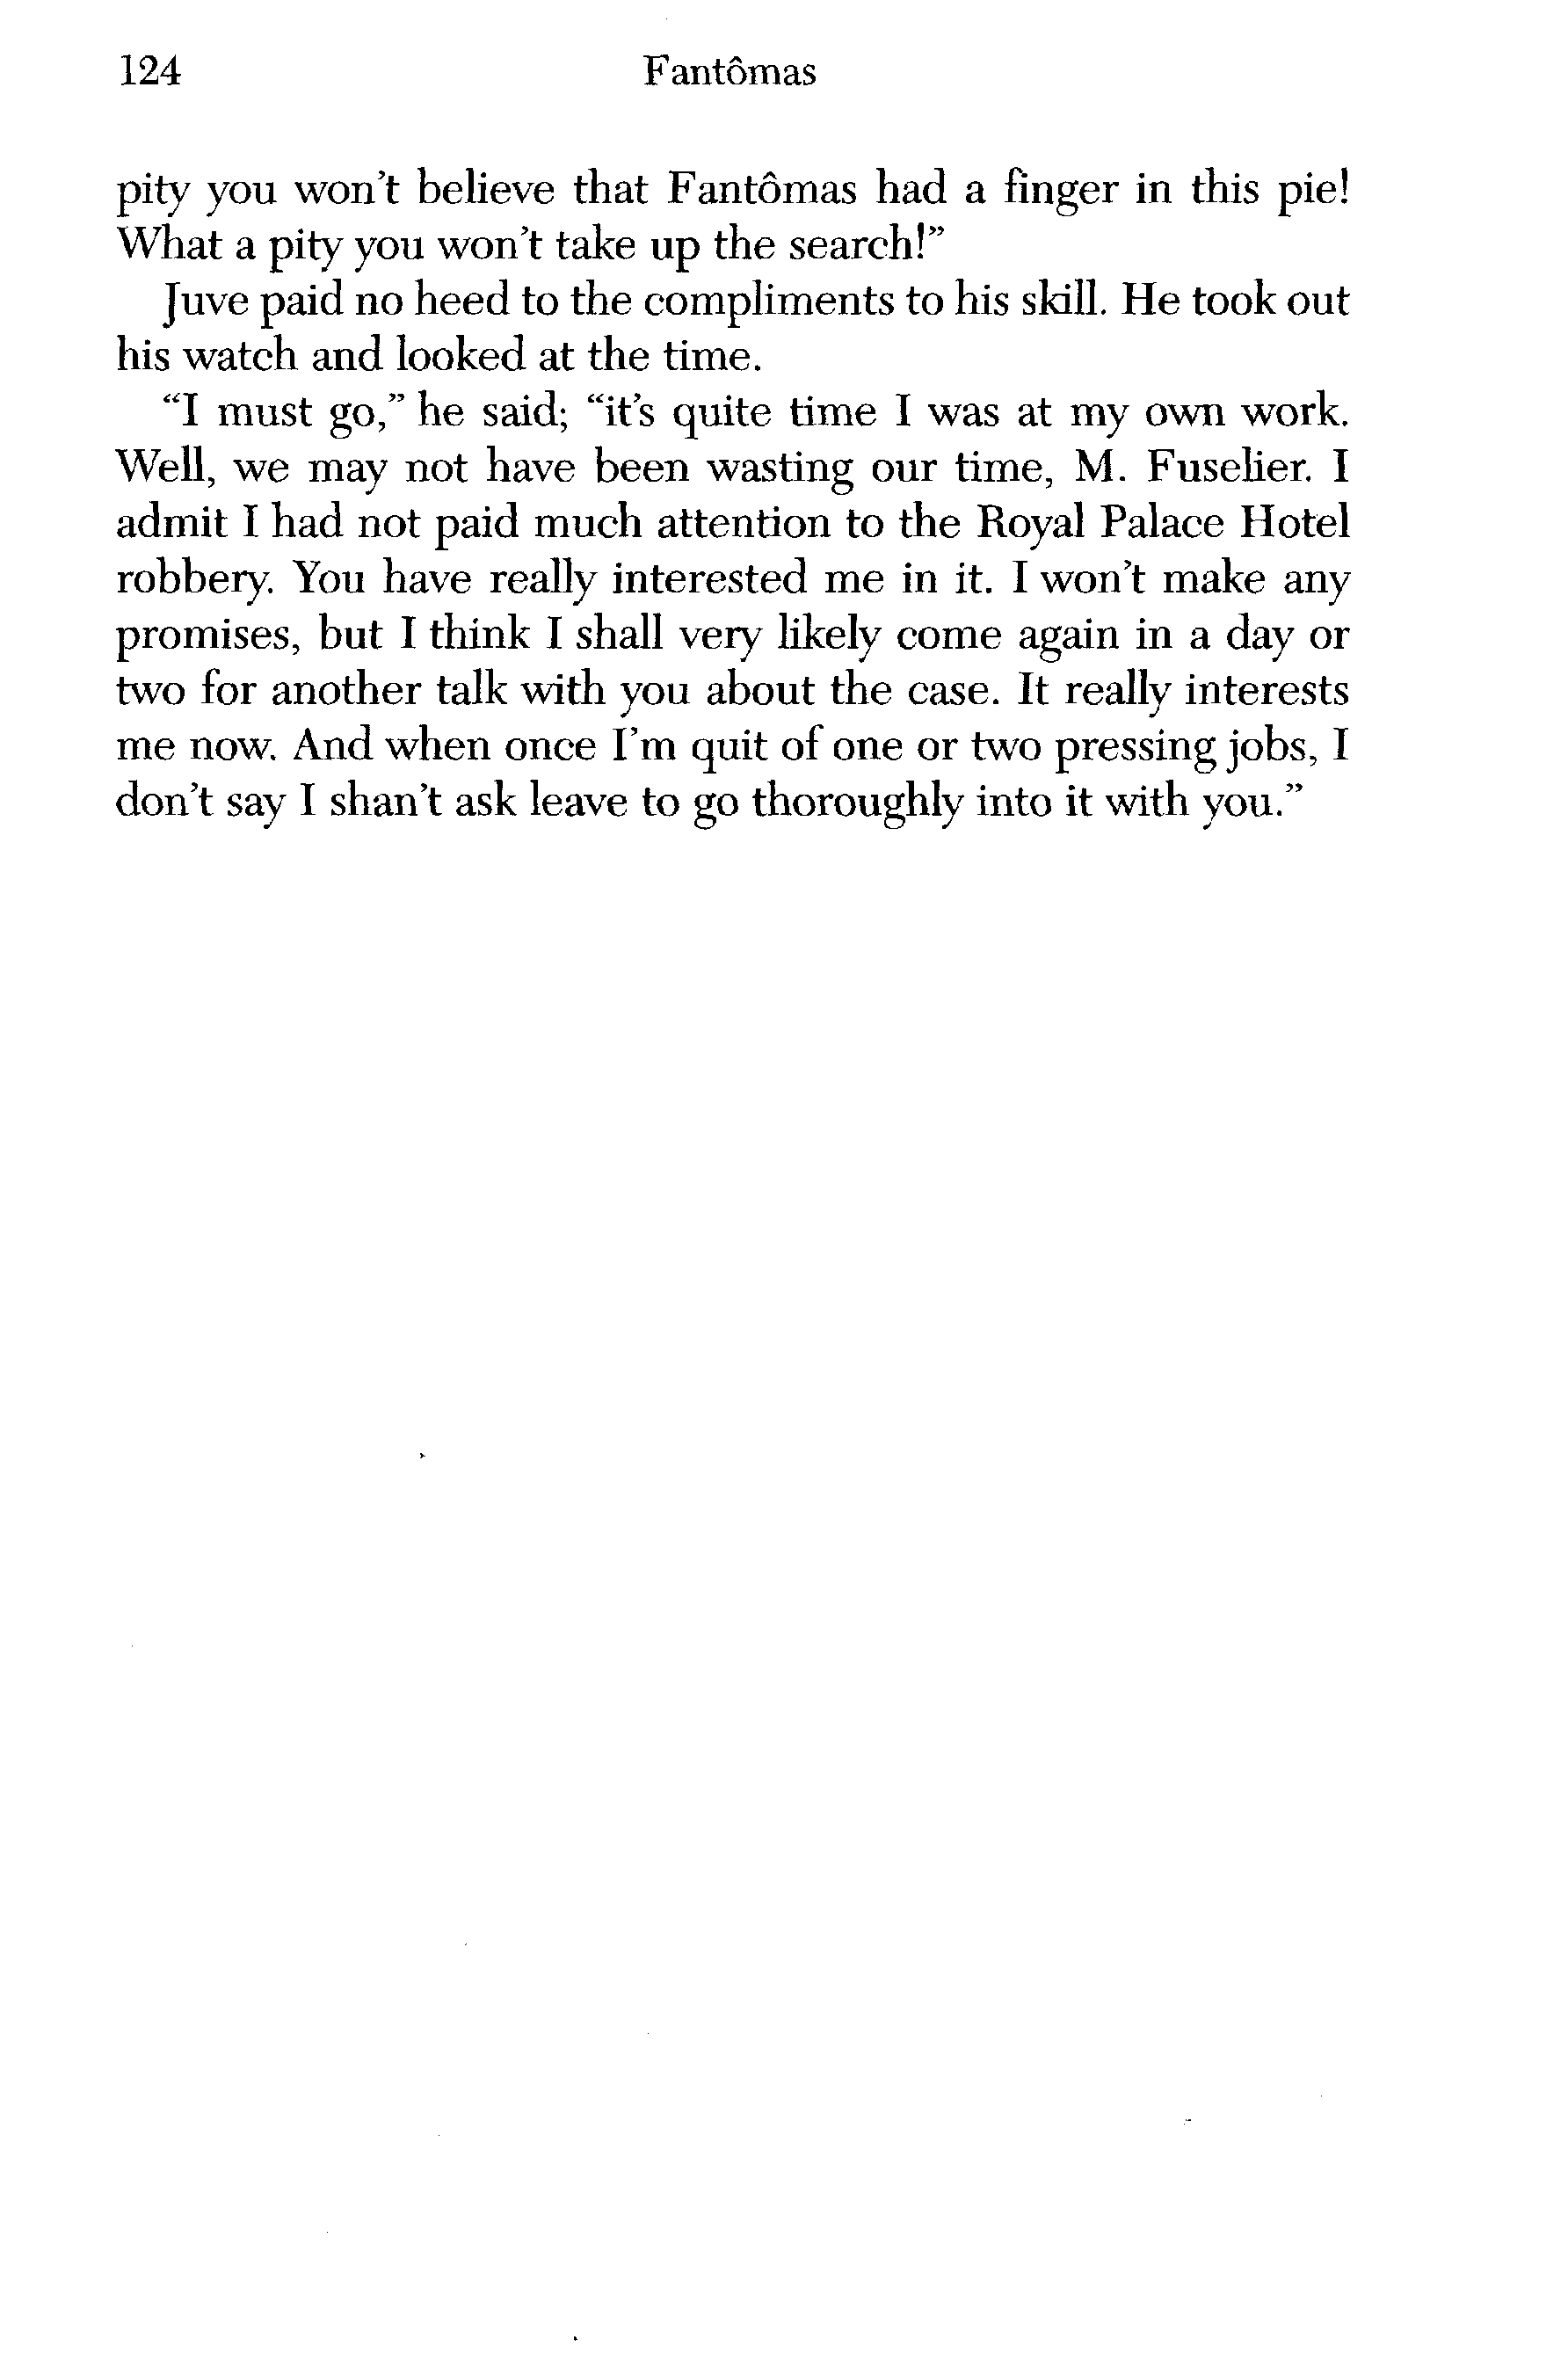 124 Fantômas
pity you won't believe that Fantômas had a finger in this pie!
What a pity you won't take up the search!”
Juve paid no heed to the compliments to his skill. He took out
his watch and looked at the time.
“I must go,” he said; “it's quite time I was at my own work.
Well, we may not have been wasting our time, M. Fuselier. I
admit I had not paid much attention to the Royal Palace Hotel
robbery. You have really interested me in it. I won't make any
promises, but I think I shall very likely come again in a day or
two for another talk with you about the case. It really interests
me now. And when once I'm quit of one or two pressing jobs, I
don't say I shan't ask leave to go thoroughly into it with you.”